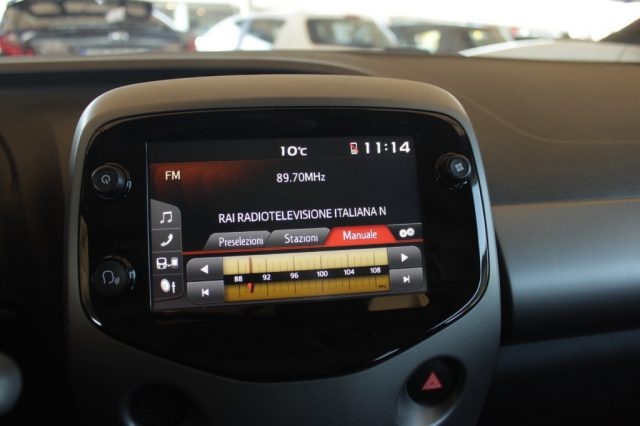 10°C 11:14
FM
89.70MHz
RAI RADIOTELEVISIONE ITALIANA N
Preselezioni Stazioni Manuale
88 92 96 100 104 108